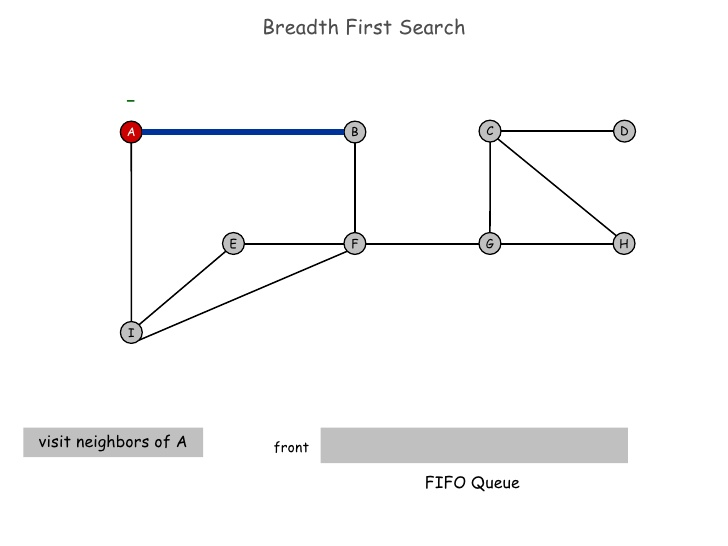 Breadth First Search
-
A
B
C
D
E
F
G
H
I
visit neighbors of A
front
FIFO Queue